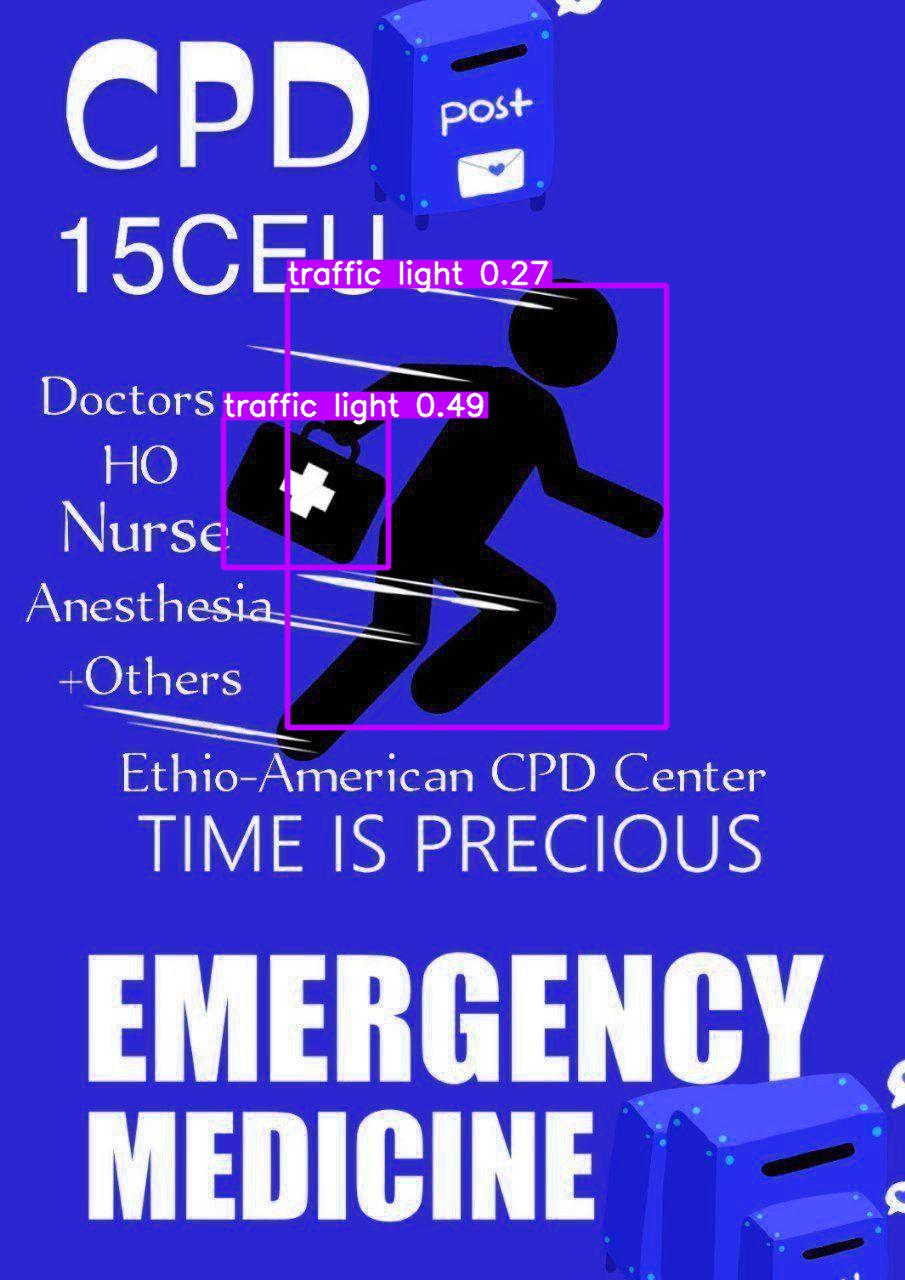 CPD
post
15CEU
traffic light 0.27
Doctors
traffic light 0.49
HO
Nurse
Anesthesia
+Others
Ethio-American CPD Center
TIME IS PRECIOUS
EMERGENCY
MEDICINE